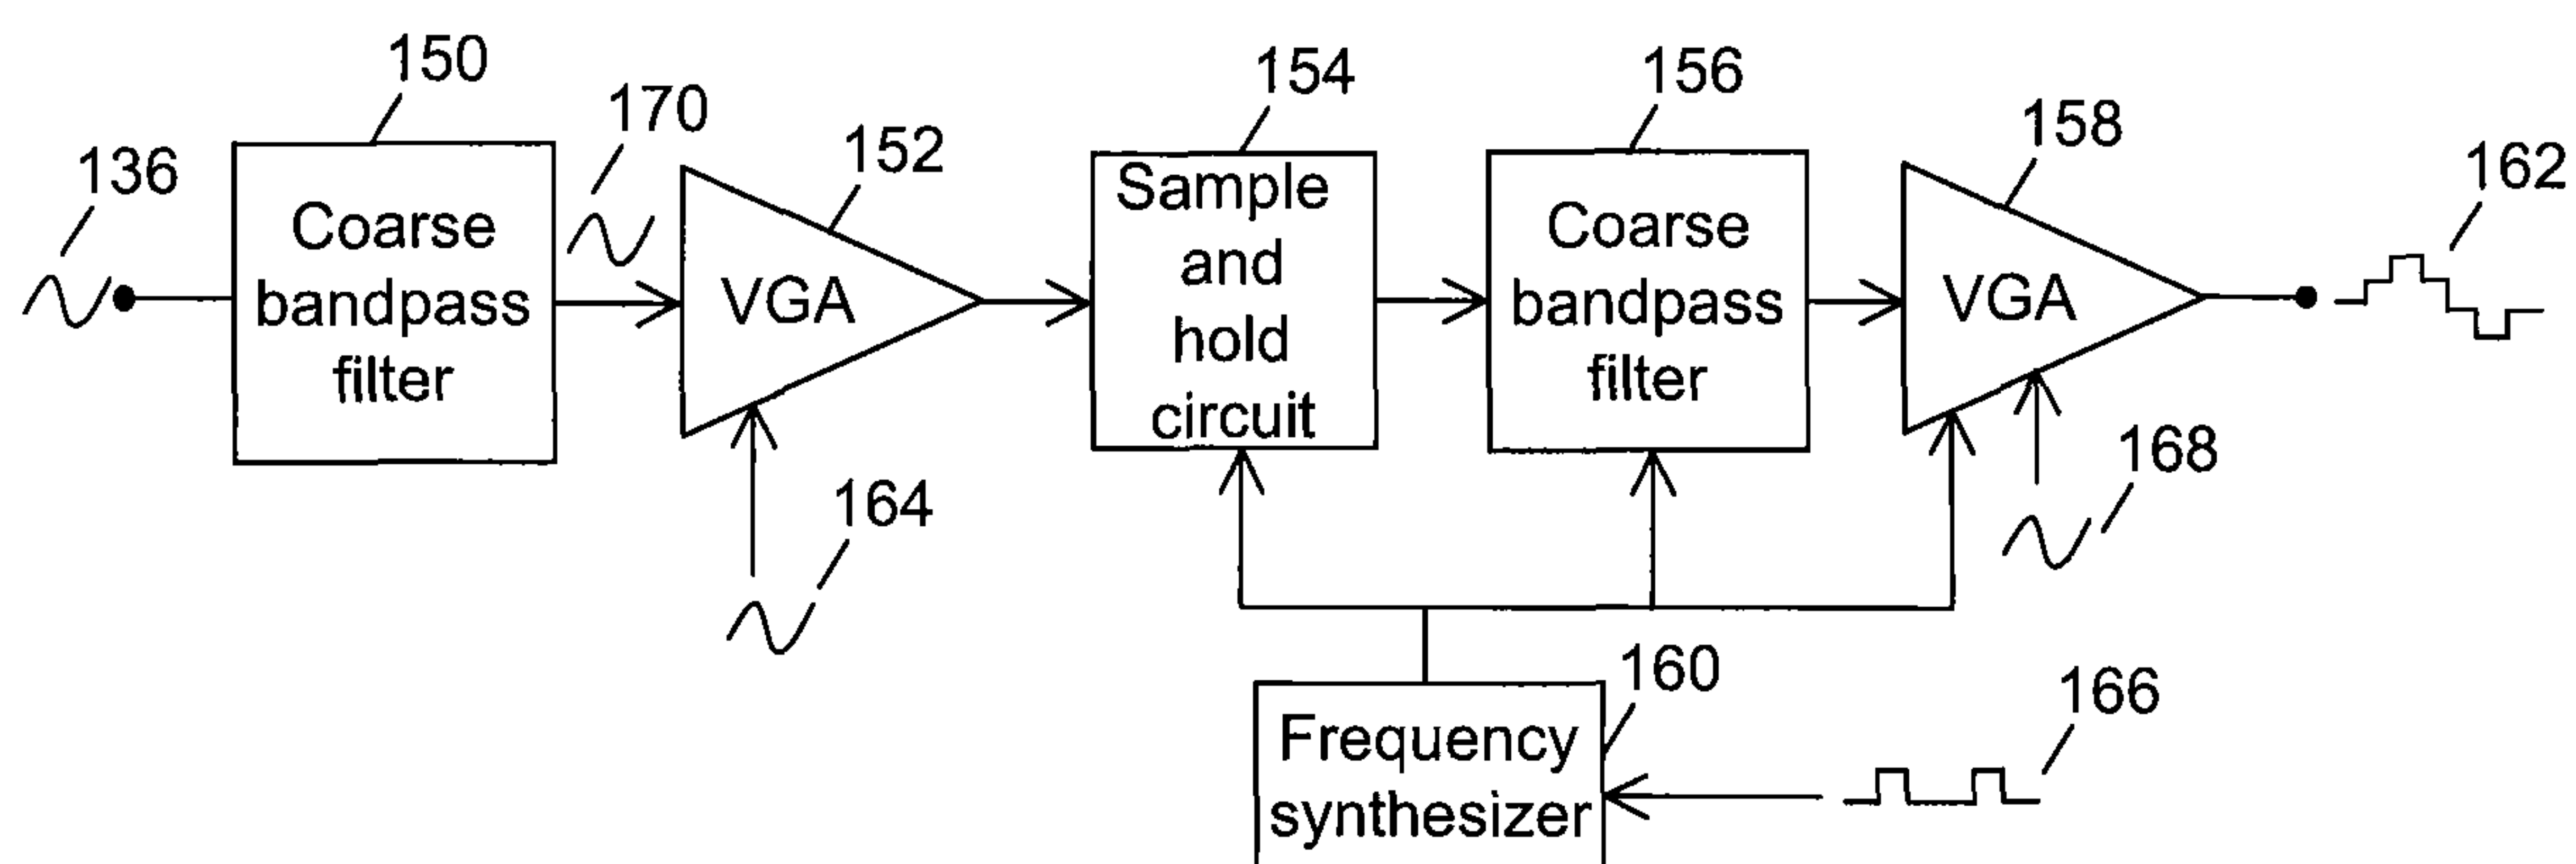 150
170
152
154
156
158
162
136
Coarse
bandpass
filter
VGA
Sample
and
hold
circuit
Coarse
bandpass
filter
VGA
164
168
160
166
Frequency
synthesizer